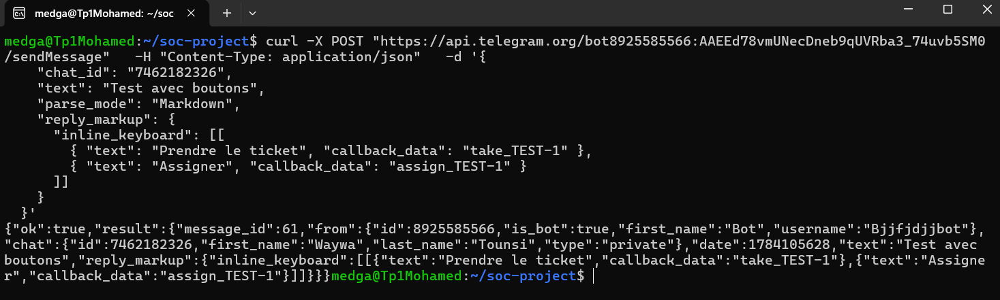 medga@Tp1Mohamed: ~/soc-
medga@Tp1Mohamed:~/soc-project$ curl -X POST "https://api.telegram.org/bot8925585566:AAEEd78vmUNecDneb9qUVRba3_74uvb5SM0
/sendMessage"   -H "Content-Type: application/json"   -d '{
    "chat_id": "7462182326",
    "text": "Test avec boutons",
    "parse_mode": "Markdown",
    "reply_markup": {
      "inline_keyboard": [[
        { "text": "Prendre le ticket", "callback_data": "take_TEST-1" },
        { "text": "Assigner", "callback_data": "assign_TEST-1" }
      ]]
    }
  }'
{"ok":true,"result":{"message_id":61,"from":{"id":8925585566,"is_bot":true,"first_name":"Bot","username":"Bjjfjdjjbot"},
"chat":{"id":7462182326,"first_name":"Waywa","last_name":"Tounsi","type":"private"},"date":1784105628,"text":"Test avec
boutons","reply_markup":{"inline_keyboard":[[{"text":"Prendre le ticket","callback_data":"take_TEST-1"},{"text":"Assigne
r","callback_data":"assign_TEST-1"}]]}}}medga@Tp1Mohamed:~/soc-project$